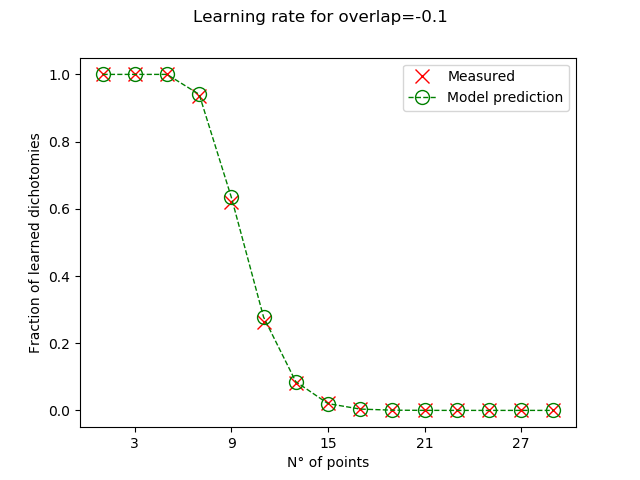 Learning rate for overlap=-0.1
Measured
Model prediction
1.0
0.8
0.6
0.4
0.2
0.0
Fraction of learned dichotomies
3 9 15 21 27
N° of points